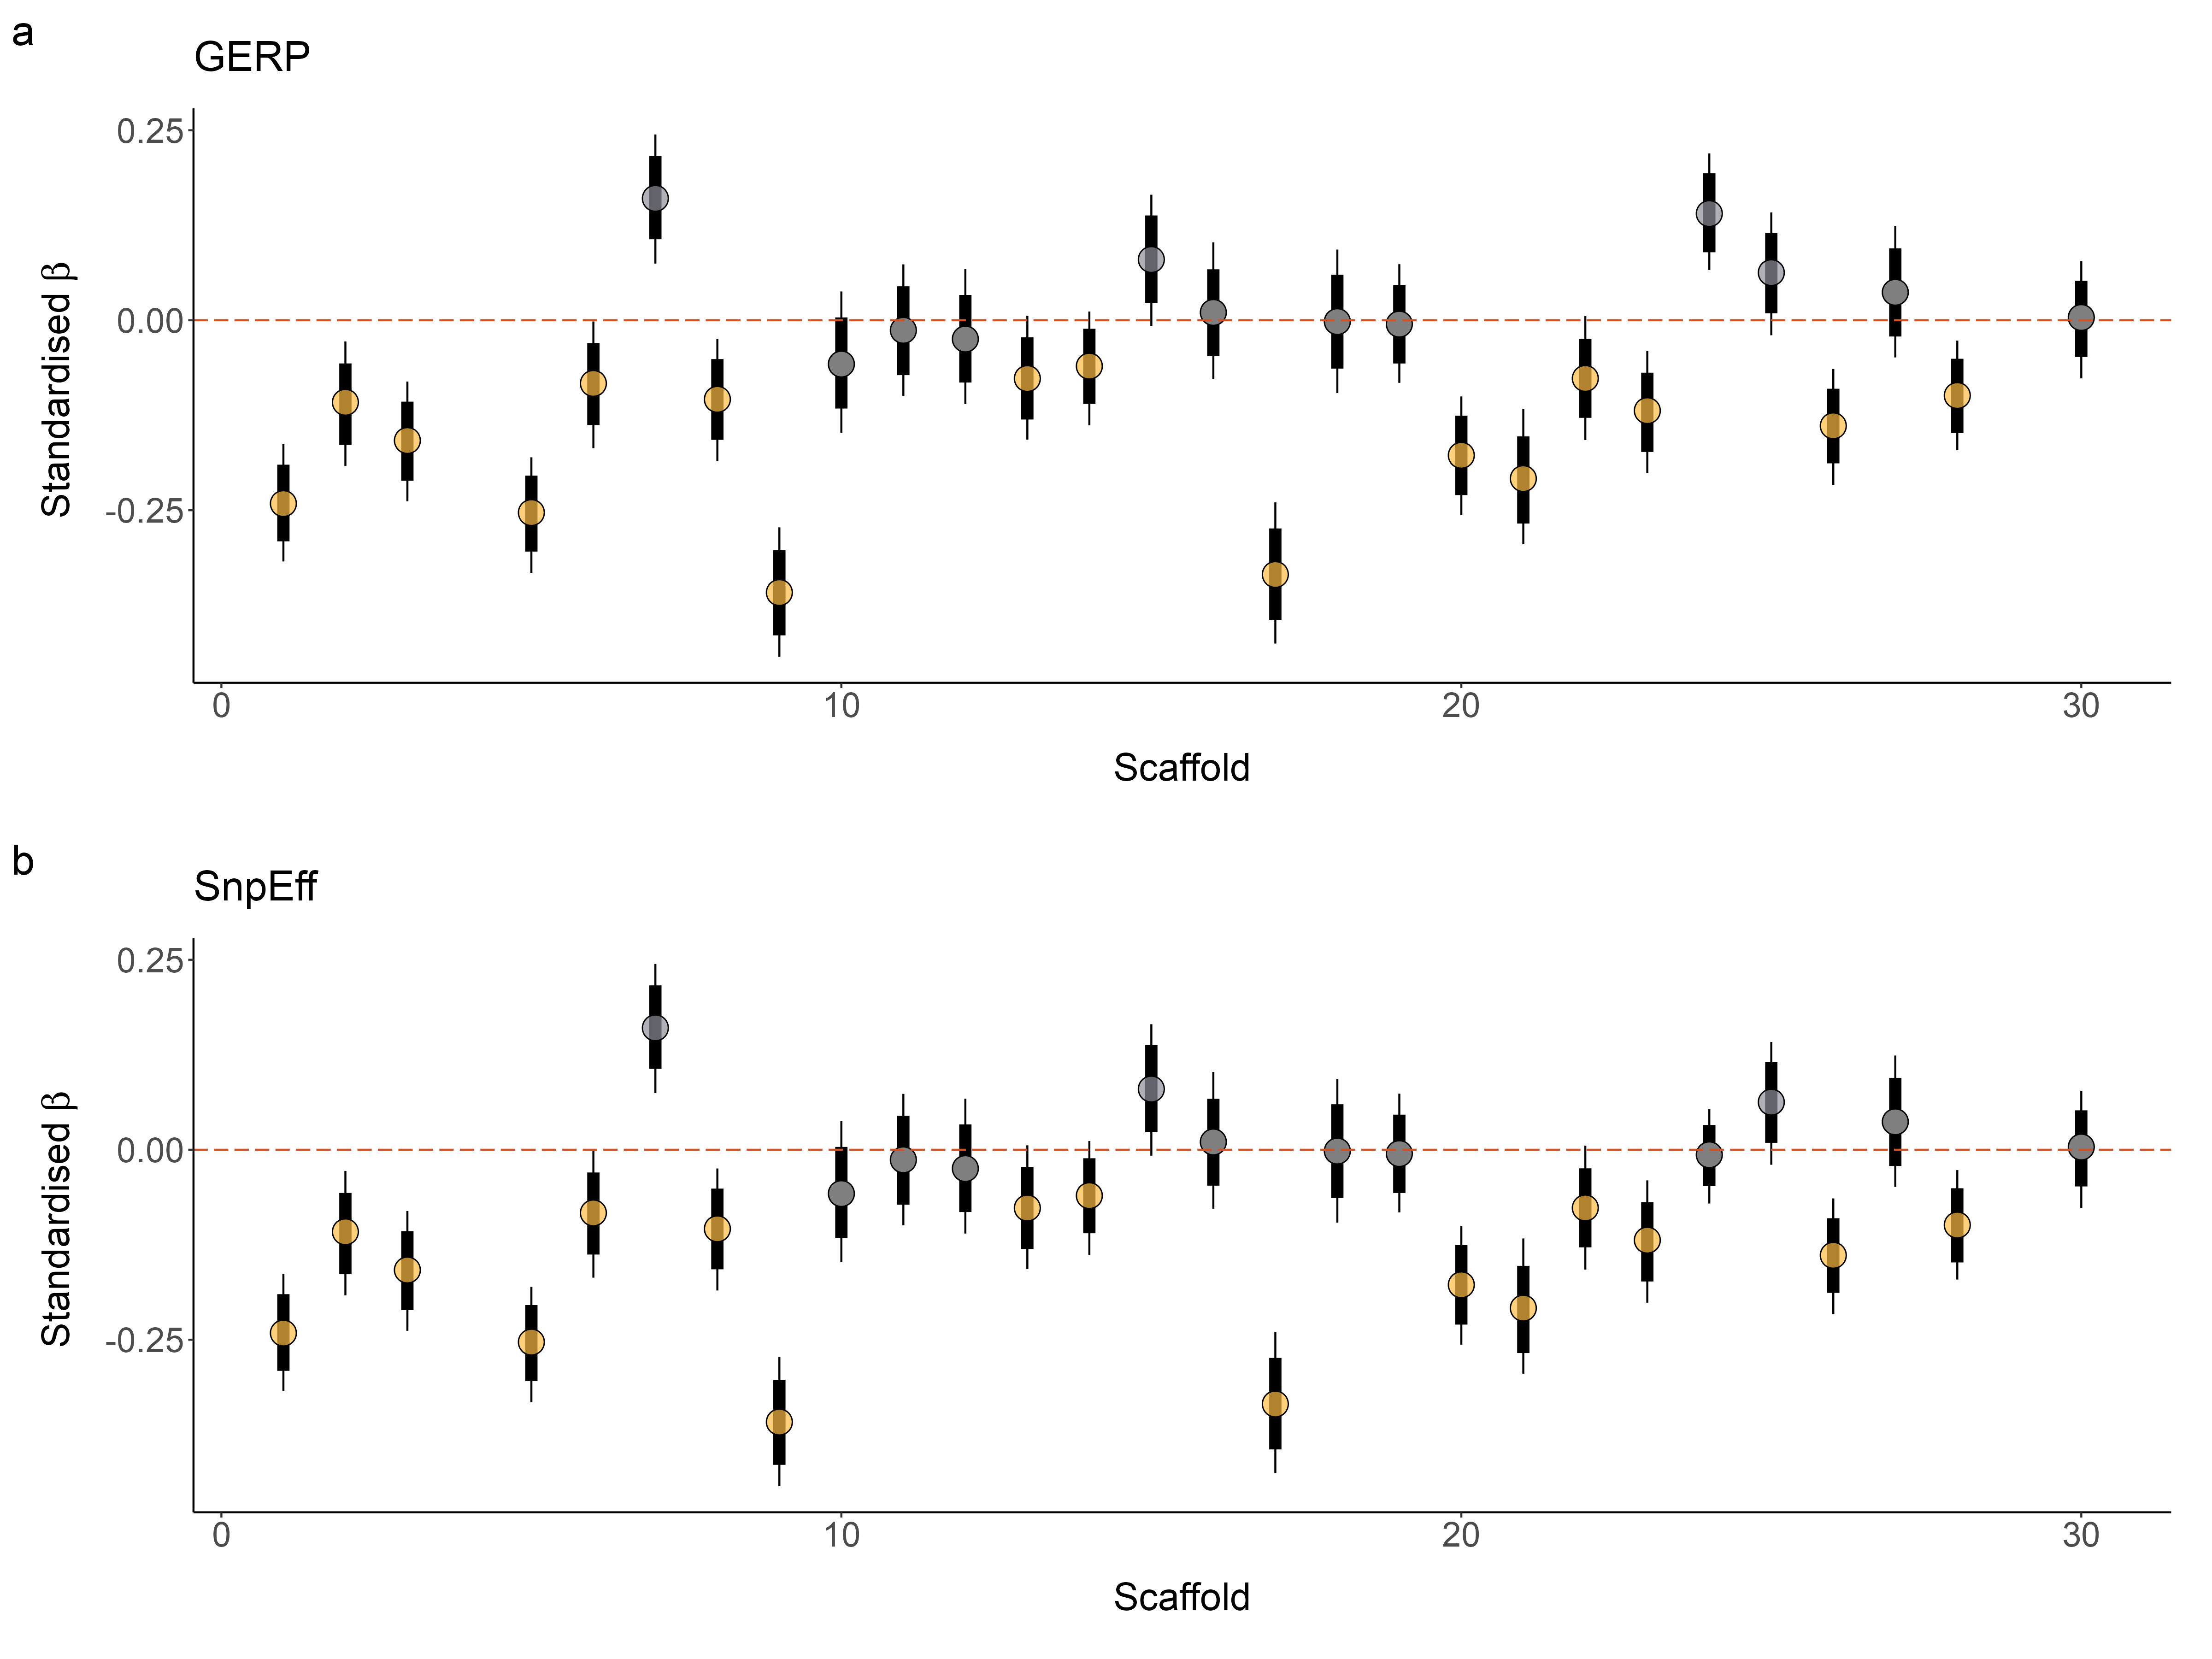 a
GERP
0.25
0.00
-0.25
Standardised β
0 10 20 30
Scaffold
b
SnpEff
0.25
0.00
-0.25
Standardised β
0 10 20 30
Scaffold